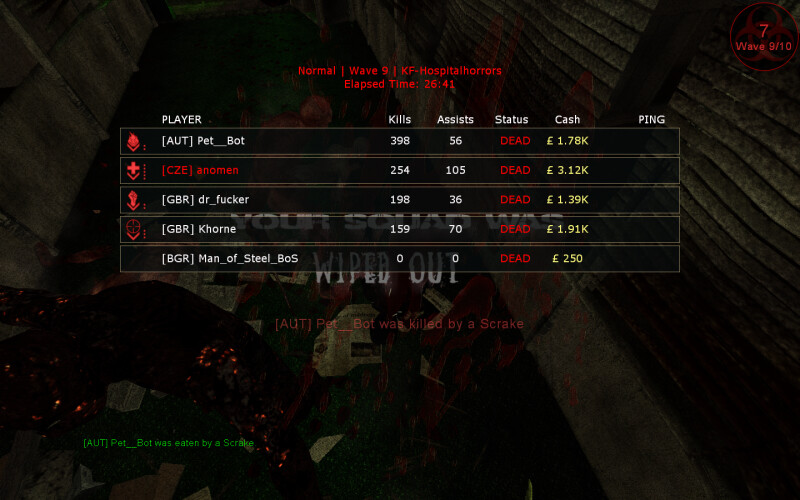 7
Wave 9/10
Normal | Wave 9 | KF-Hospitalhorrors
Elapsed Time: 26:41
PLAYER Kills Assists Status Cash PING
[AUT] Pet__Bot 398 56 DEAD £ 1.78K
[CZE] anomen 254 105 DEAD £ 3.12K
[GBR] dr_fucker 198 36 DEAD £ 1.39K
YOUR SQUAD WAS
[GBR] Khorne 159 70 DEAD £ 1.91K
[BGR] Man_of_Steel_BoS 0 0 DEAD £ 250
WIPED OUT
[AUT] Pet__Bot was killed by a Scrake
[AUT] Pet__Bot was eaten by a Scrake